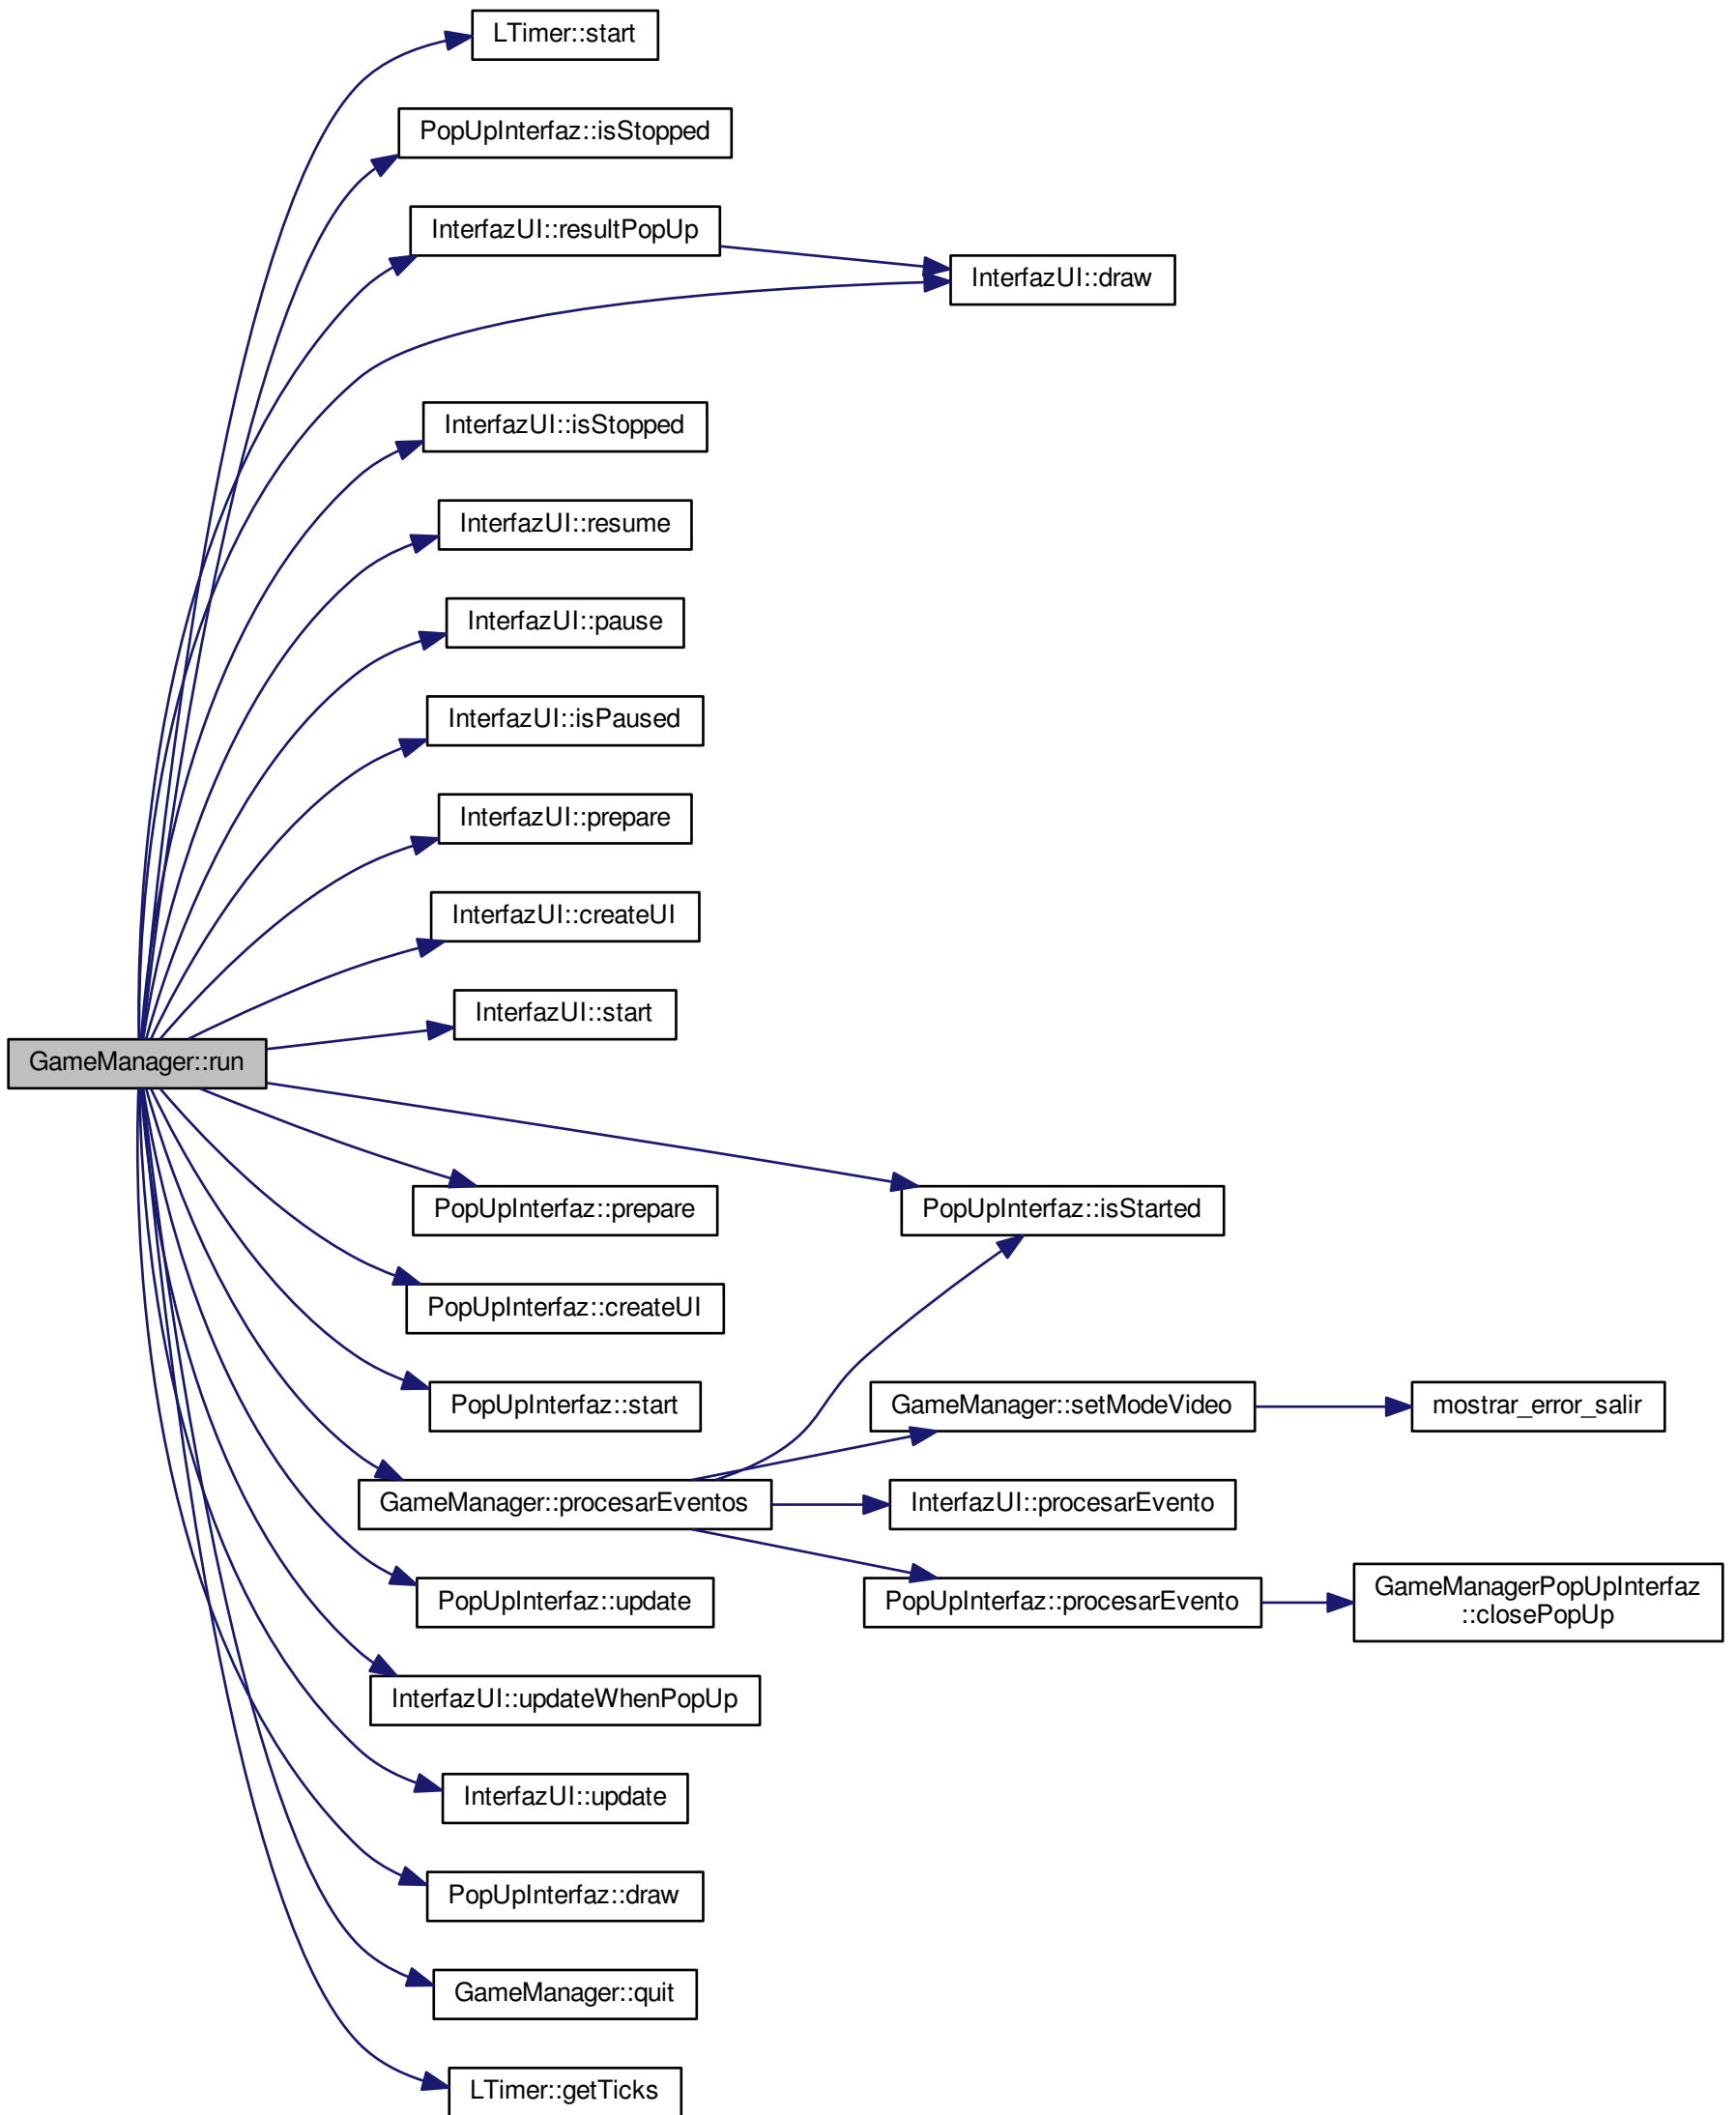 LTimer::start
PopUpInterfaz::isStopped
InterfazUI::resultPopUp
InterfazUI::draw
InterfazUI::isStopped
InterfazUI::resume
InterfazUI::pause
InterfazUI::isPaused
InterfazUI::prepare
InterfazUI::createUI
InterfazUI::start
GameManager::run
PopUpInterfaz::prepare
PopUpInterfaz::isStarted
PopUpInterfaz::createUI
PopUpInterfaz::start
GameManager::setModeVideo
mostrar_error_salir
GameManager::procesarEventos
InterfazUI::procesarEvento
PopUpInterfaz::update
PopUpInterfaz::procesarEvento
GameManagerPopUpInterfaz
::closePopUp
InterfazUI::updateWhenPopUp
InterfazUI::update
PopUpInterfaz::draw
GameManager::quit
LTimer::getTicks